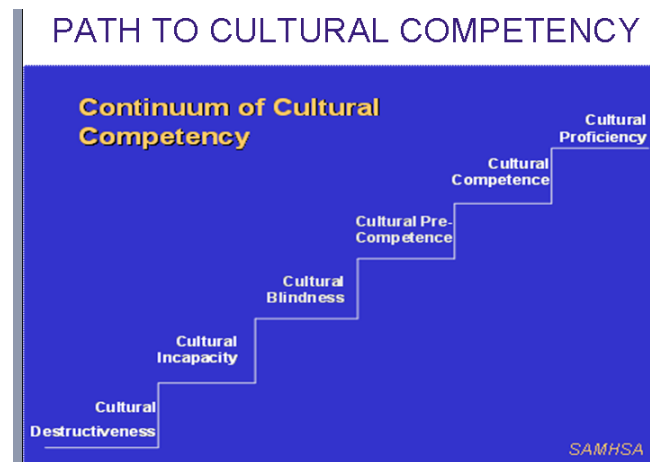 PATH TO CULTURAL COMPETENCY
Continuum of Cultural
Competency
Cultural
Proficiency
Cultural
Competence
Cultural Pre-
Competence
Cultural
Blindness
Cultural
Incapacity
Cultural
Destructiveness
SAMHSA